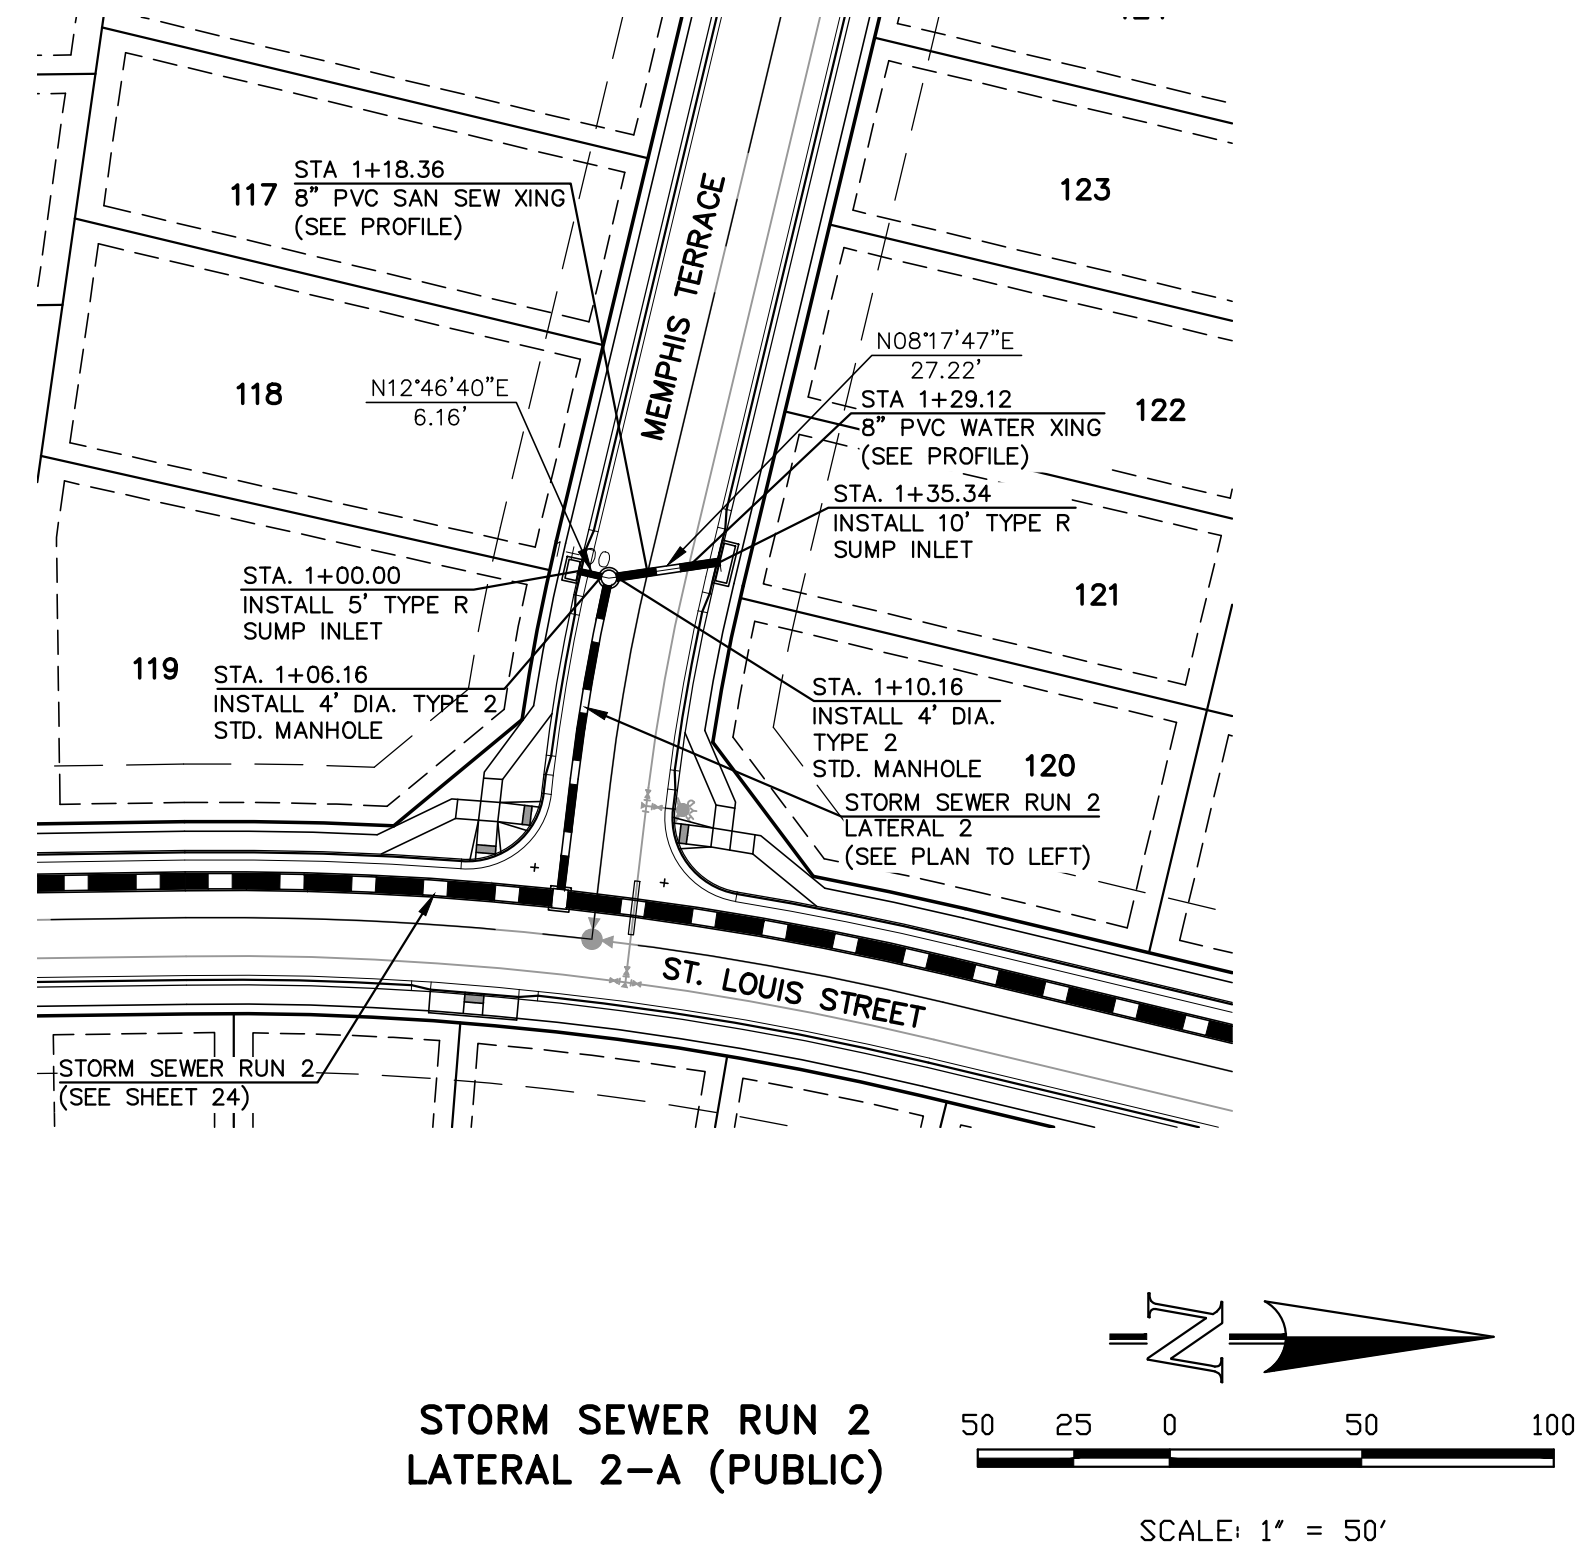 117
STA 1+18.36
8" PVC SAN SEW XING
(SEE PROFILE)
MEMPHIS TERRACE
123
118
N12°46'40"E
6.16'
N08°17'47"E
27.22'
STA 1+29.12
8" PVC WATER XING
(SEE PROFILE)
122
STA. 1+35.34
INSTALL 10' TYPE R
SUMP INLET
STA. 1+00.00
INSTALL 5' TYPE R
SUMP INLET
121
119
STA. 1+06.16
INSTALL 4' DIA. TYPE 2
STD. MANHOLE
STA. 1+10.16
INSTALL 4' DIA.
TYPE 2
STD. MANHOLE
120
STORM SEWER RUN 2
LATERAL 2
(SEE PLAN TO LEFT)
ST. LOUIS STREET
STORM SEWER RUN 2
(SEE SHEET 24)
N
STORM SEWER RUN 2
LATERAL 2-A (PUBLIC)
50 25 0 50 100
SCALE: 1" = 50'